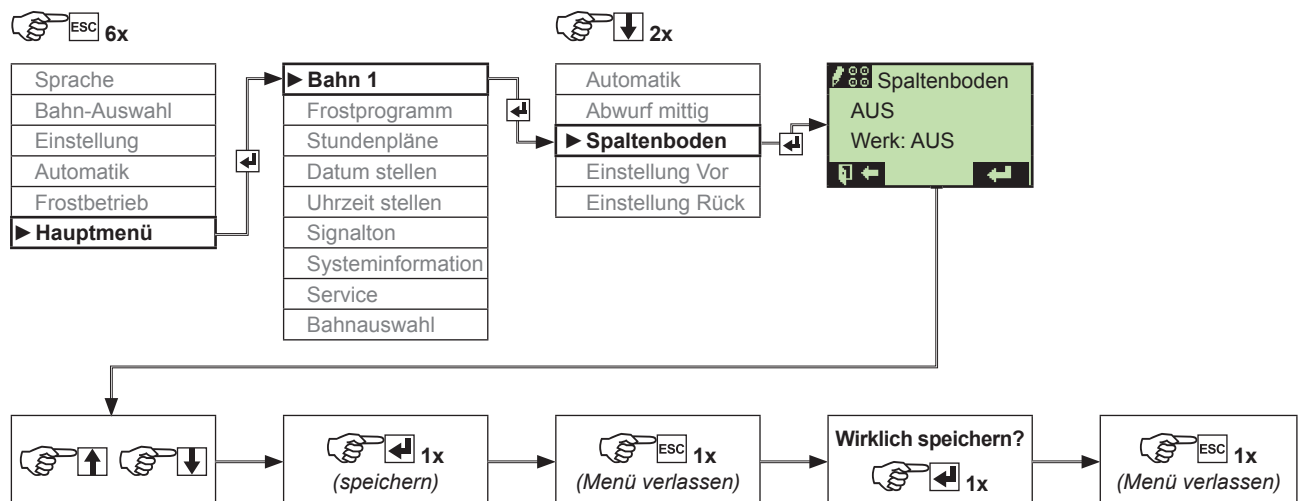 ESC 6x
2x
Sprache
Bahn-Auswahl
Einstellung
Automatik
Frostbetrieb
Hauptmenü
Bahn 1
Frostprogramm
Stundenpläne
Datum stellen
Uhrzeit stellen
Signalton
Systeminformation
Service
Bahnauswahl
Automatik
Abwurf mittig
Spaltenboden
Einstellung Vor
Einstellung Rück
Spaltenboden
AUS
Werk: AUS
1x
(speichern)
ESC 1x
(Menü verlassen)
Wirklich speichern?
1x
ESC 1x
(Menü verlassen)